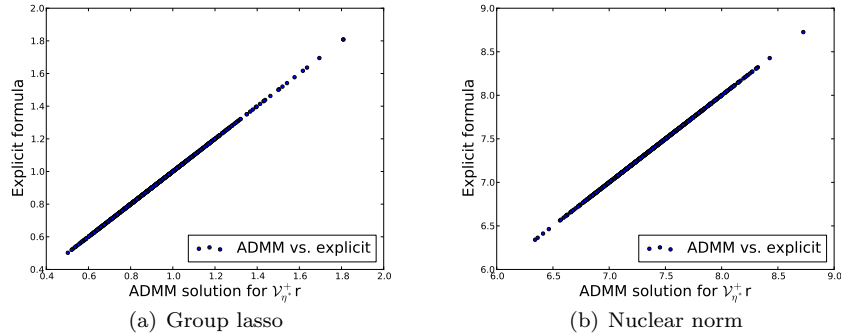 2.0
1.8
1.6
1.4
1.2
1.0
0.8
0.6
0.4
0.4 0.6 0.8 1.0 1.2 1.4 1.6 1.8 2.0
Explicit formula
ADMM vs. explicit
ADMM solution for 𝒱⁺_η* r
(a) Group lasso
9.0
8.5
8.0
7.5
7.0
6.5
6.0
6.0 6.5 7.0 7.5 8.0 8.5 9.0
Explicit formula
ADMM vs. explicit
ADMM solution for 𝒱⁺_η* r
(b) Nuclear norm